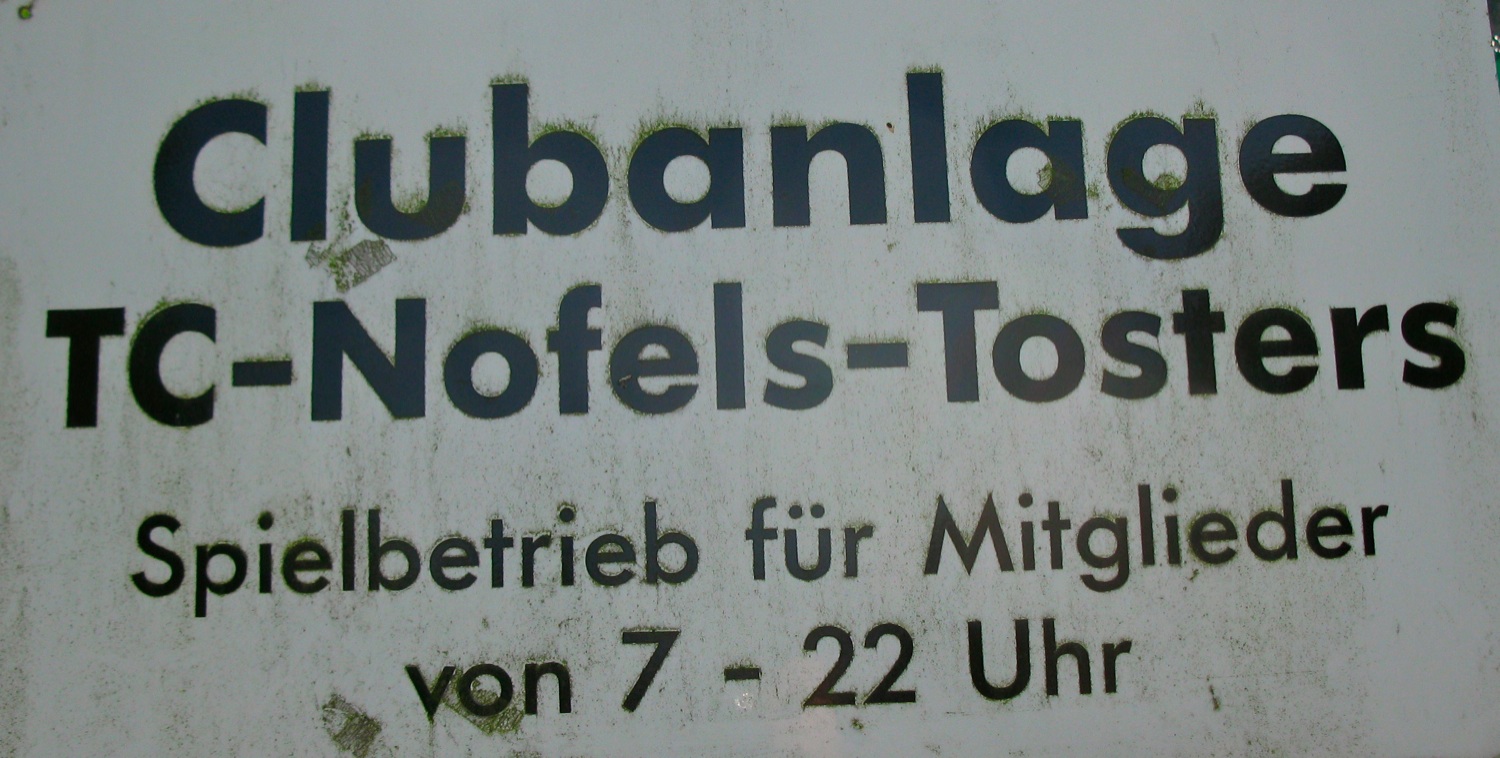 Clubanlage
TC-Nofels-Tosters
Spielbetrieb für Mitglieder
von 7 - 22 Uhr